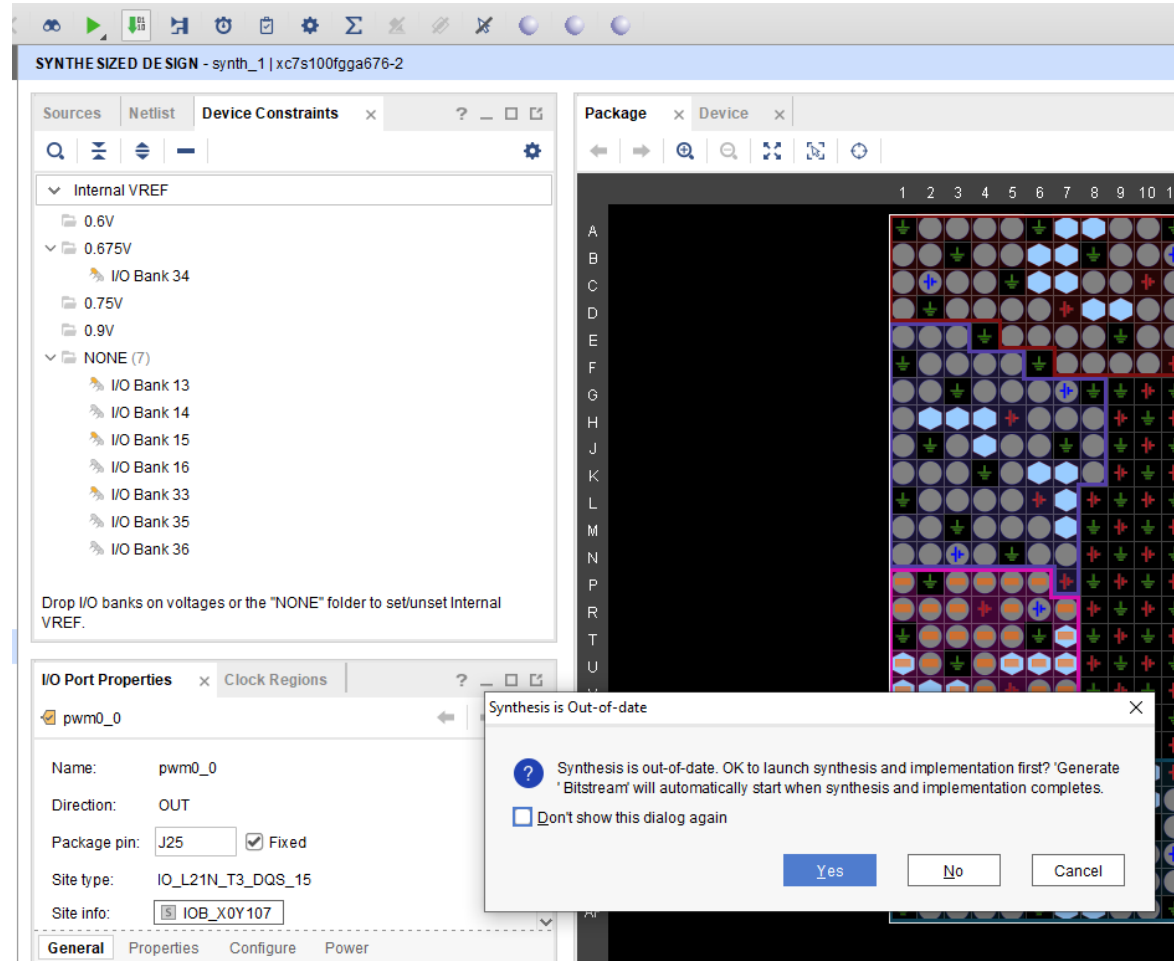 SYNTHESIZED DESIGN - synth_1 | xc7s100fgga676-2
Sources Netlist Device Constraints
Internal VREF
0.6V
0.675V
I/O Bank 34
0.75V
0.9V
NONE (7)
I/O Bank 13
I/O Bank 14
I/O Bank 15
I/O Bank 16
I/O Bank 33
I/O Bank 35
I/O Bank 36
Drop I/O banks on voltages or the "NONE" folder to set/unset Internal
VREF.
Package Device
1 2 3 4 5 6 7 8 9 10 1
A
B
C
D
E
F
G
H
J
K
L
M
N
P
R
T
U
I/O Port Properties Clock Regions
pwm0_0
Name: pwm0_0
Direction: OUT
Package pin: J25 Fixed
Site type: IO_L21N_T3_DQS_15
Site info: S IOB_X0Y107
General Properties Configure Power
Synthesis is Out-of-date
Synthesis is out-of-date. OK to launch synthesis and implementation first? 'Generate
' Bitstream' will automatically start when synthesis and implementation completes.
Don't show this dialog again
Yes No Cancel